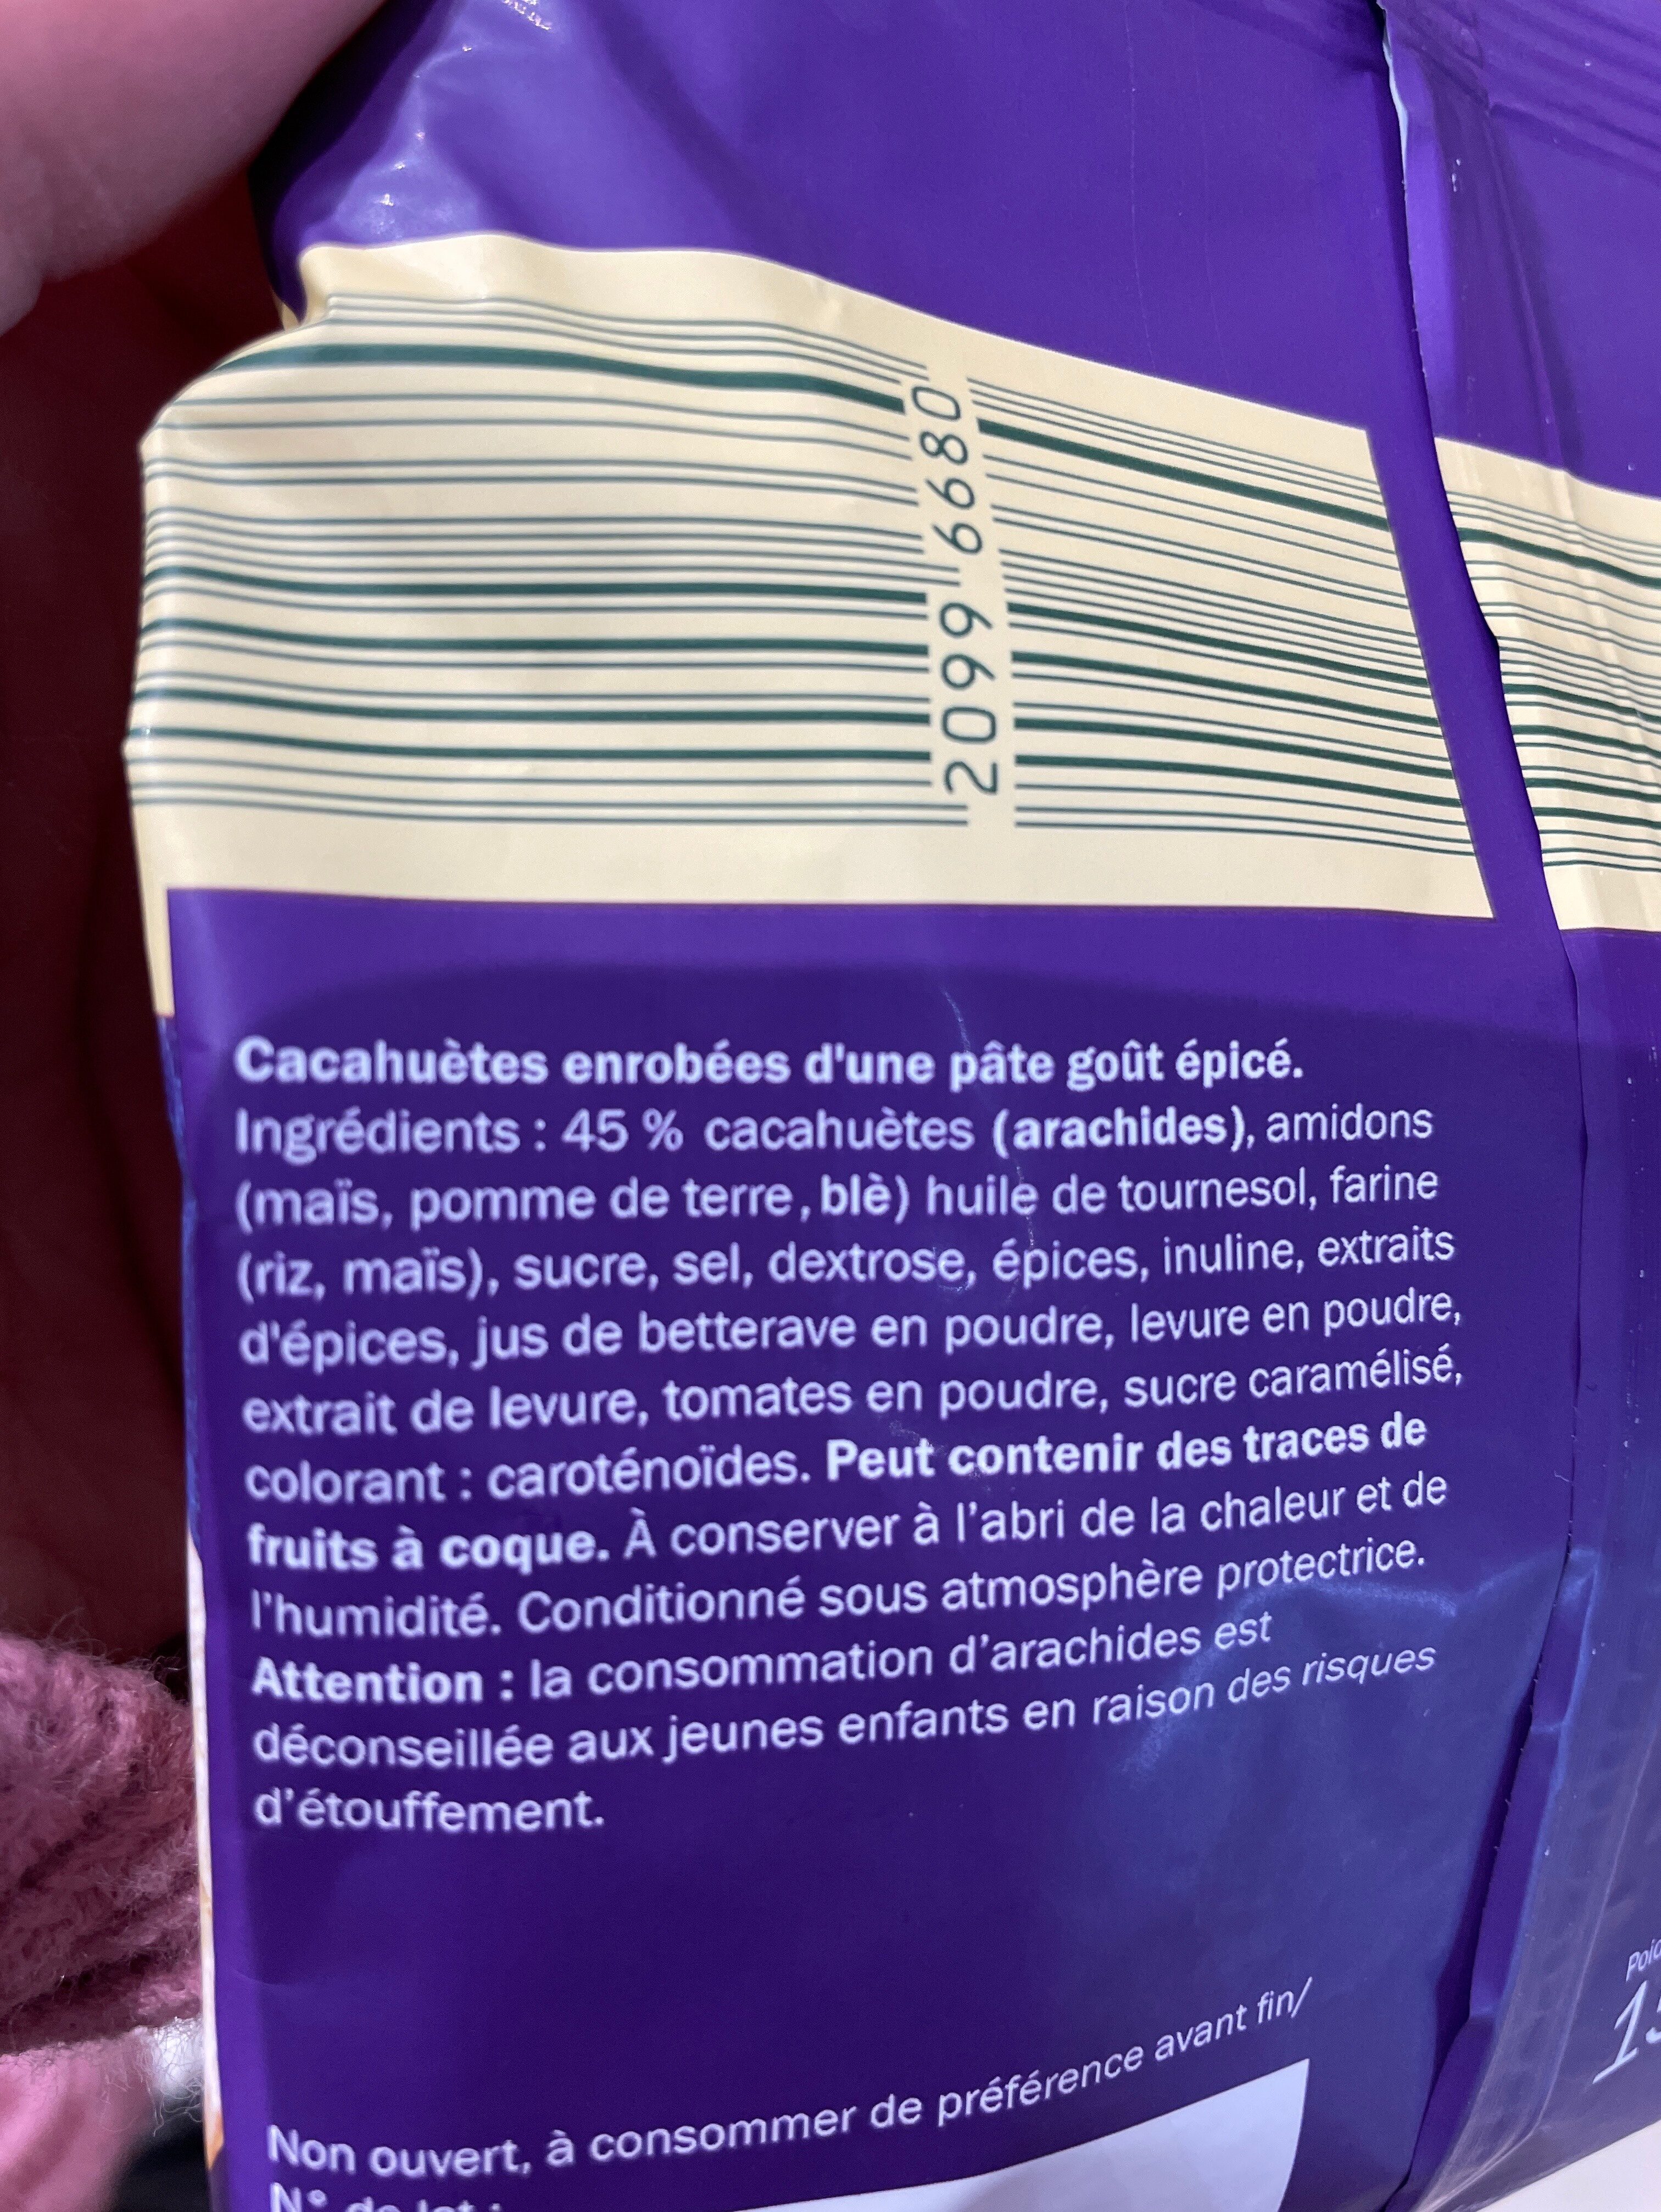 2099 6680
Cacahuètes enrobées d'une pâte goût épicé.
Ingrédients : 45 % cacahuètes (arachides), amidons
(maïs, pomme de terre, blè) huile de tournesol, farine
(riz, maïs), sucre, sel, dextrose, épices, inuline, extraits
d'épices, jus de betterave en poudre, levure en poudre,
extrait de levure, tomates en poudre, sucre caramélisé,
colorant : caroténoïdes. Peut contenir des traces de
fruits à coque. À conserver à l'abri de la chaleur et de
l'humidité. Conditionné sous atmosphère protectrice.
Attention : la consommation d'arachides est
déconseillée aux jeunes enfants en raison des risques
d'étouffement.
Non ouvert, à consommer de préférence avant fin/
N° de lot :